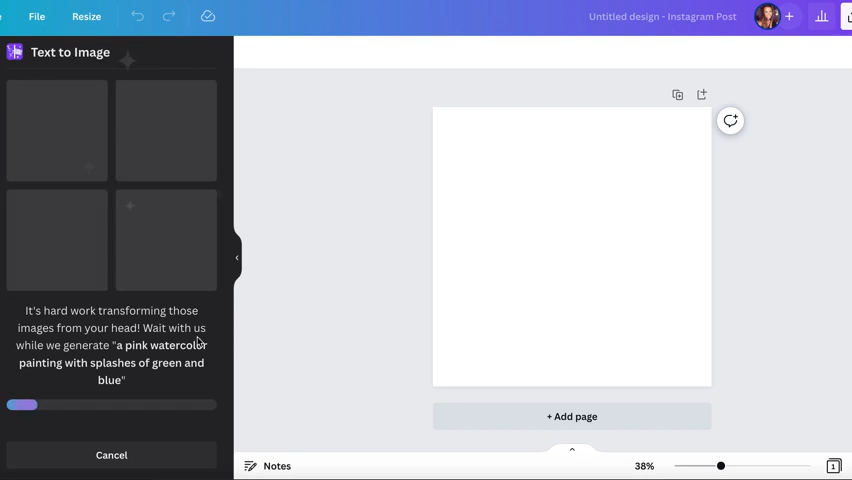 File
Resize
Untitled design - Instagram Post
Text to Image
It's hard work transforming those
images from your head! Wait with us
while we generate "a pink watercolor
painting with splashes of green and
blue"
Cancel
+ Add page
Notes
38%
1